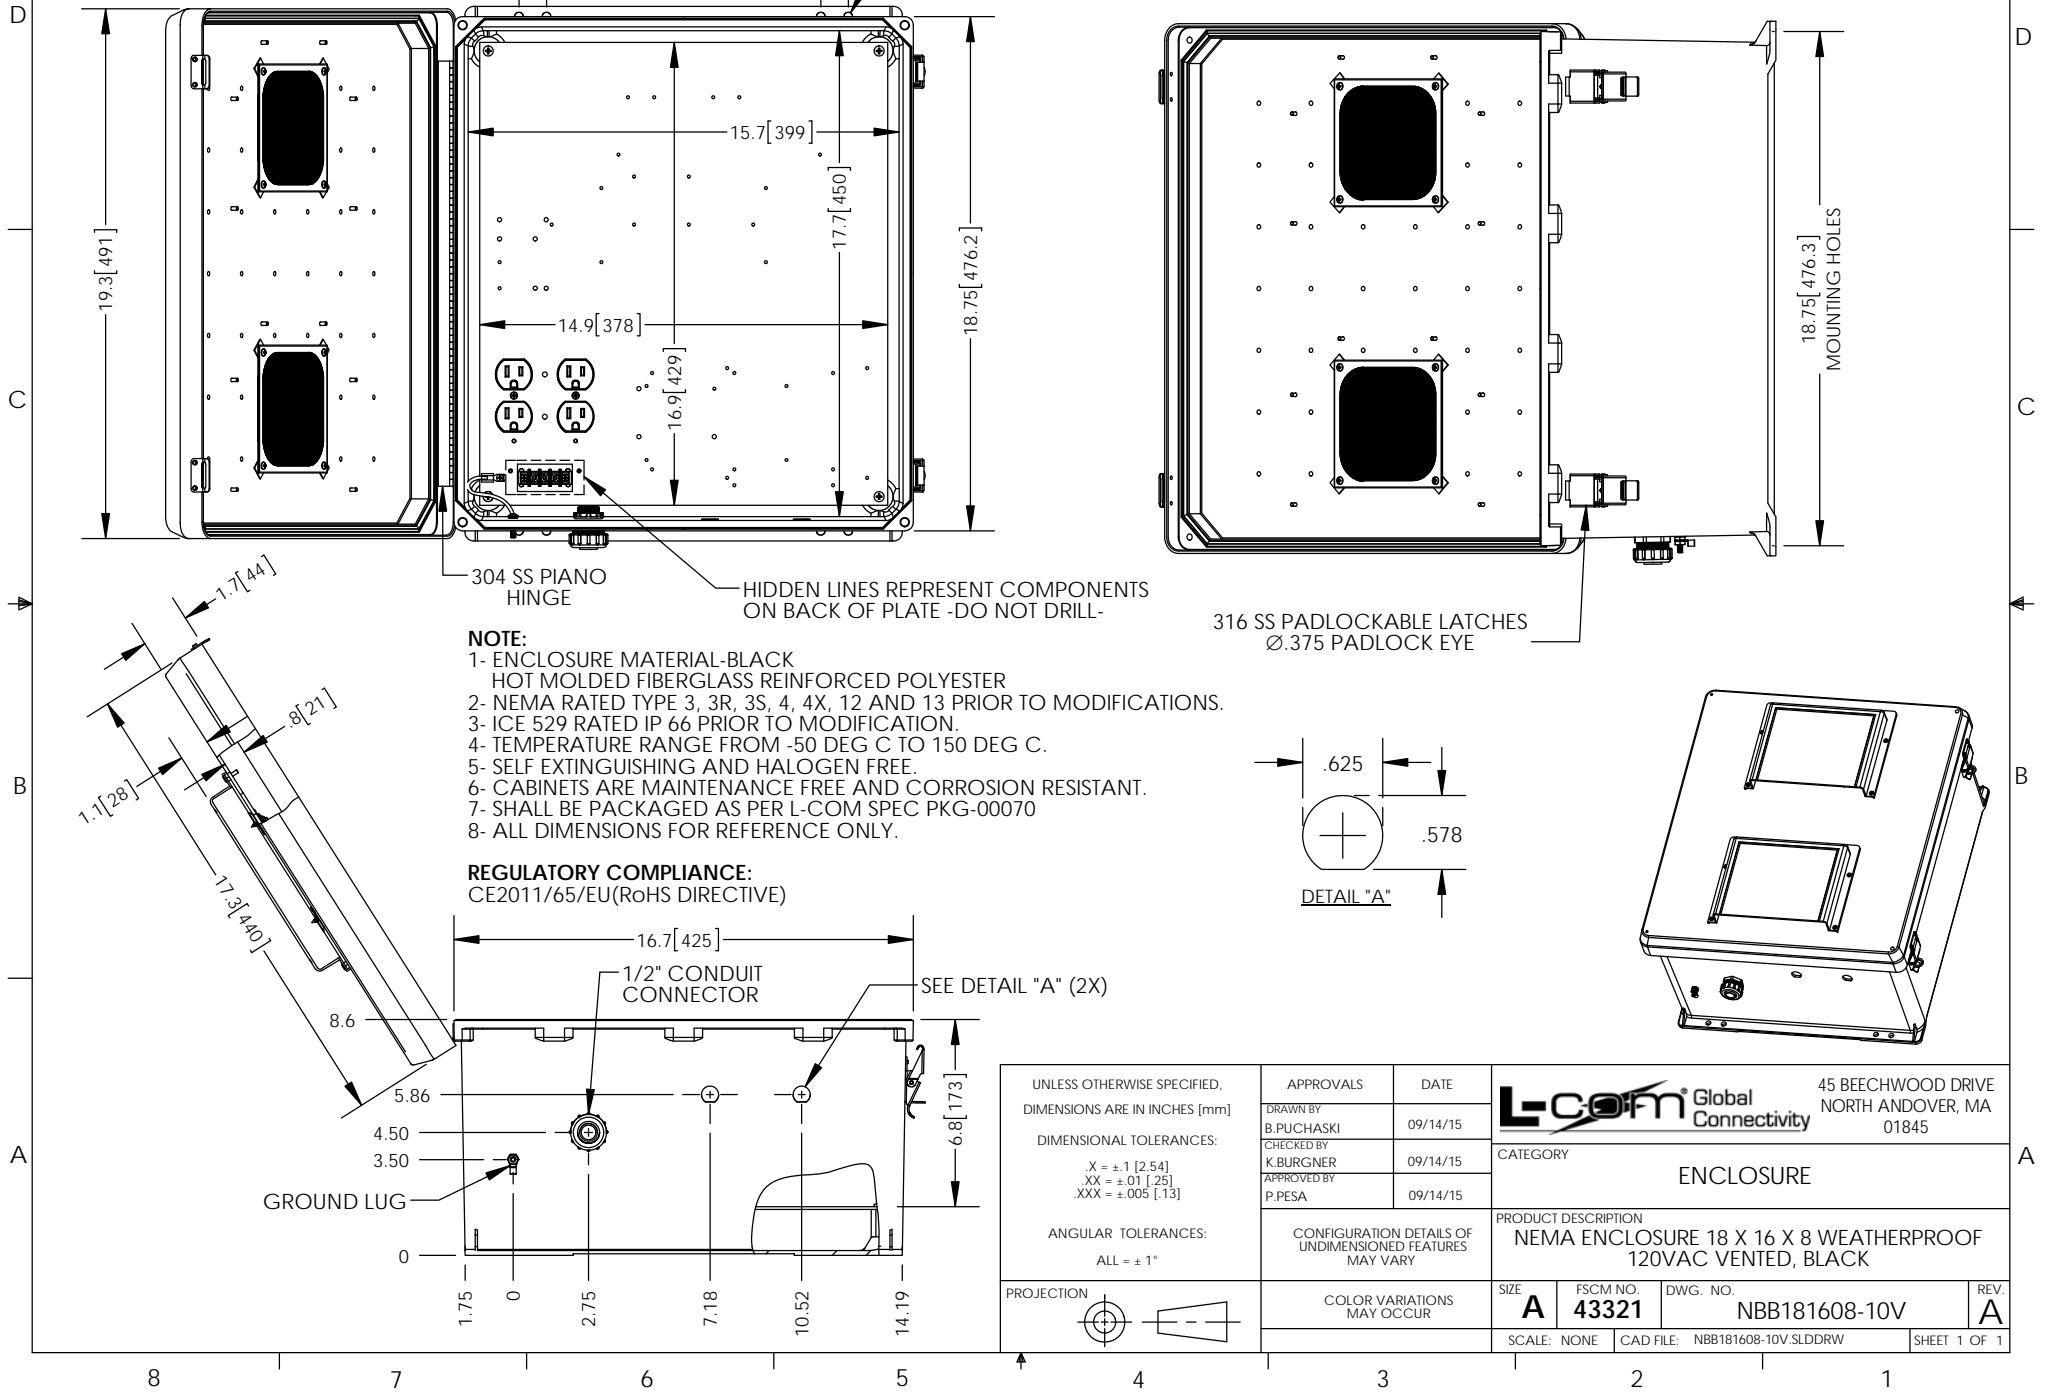 D
D
19.3[491]
15.7[399]
17.7[450]
18.75[476.2]
14.9[378]
16.9[429]
18.75[476.3]
MOUNTING HOLES
C
C
304 SS PIANO
HINGE
HIDDEN LINES REPRESENT COMPONENTS
ON BACK OF PLATE -DO NOT DRILL-
316 SS PADLOCKABLE LATCHES
Ø.375 PADLOCK EYE
1.7[44]
.8[21]
1.1[28]
17.3[440]
NOTE:
1- ENCLOSURE MATERIAL-BLACK
HOT MOLDED FIBERGLASS REINFORCED POLYESTER
2- NEMA RATED TYPE 3, 3R, 3S, 4, 4X, 12 AND 13 PRIOR TO MODIFICATIONS.
3- ICE 529 RATED IP 66 PRIOR TO MODIFICATION.
4- TEMPERATURE RANGE FROM -50 DEG C TO 150 DEG C.
5- SELF EXTINGUISHING AND HALOGEN FREE.
6- CABINETS ARE MAINTENANCE FREE AND CORROSION RESISTANT.
7- SHALL BE PACKAGED AS PER L-COM SPEC PKG-00070
8- ALL DIMENSIONS FOR REFERENCE ONLY.
REGULATORY COMPLIANCE:
CE2011/65/EU(RoHS DIRECTIVE)
B
B
.625
.578
DETAIL "A"
16.7[425]
1/2" CONDUIT
CONNECTOR
SEE DETAIL "A" (2X)
8.6
5.86
4.50
3.50
GROUND LUG
0
6.8[173]
1.75
0
2.75
7.18
10.52
14.19
A
A
UNLESS OTHERWISE SPECIFIED,
DIMENSIONS ARE IN INCHES [mm]
DIMENSIONAL TOLERANCES:
.X = ±.1 [2.54]
.XX = ±.01 [.25]
.XXX = ±.005 [.13]
ANGULAR TOLERANCES:
ALL = ± 1°
PROJECTION
APPROVALS
DATE
DRAWN BY
B.PUCHASKI
09/14/15
CHECKED BY
K.BURGNER
09/14/15
APPROVED BY
P.PESA
09/14/15
CONFIGURATION DETAILS OF
UNDIMENSIONED FEATURES
MAY VARY
COLOR VARIATIONS
MAY OCCUR
L-com® Global
Connectivity
45 BEECHWOOD DRIVE
NORTH ANDOVER, MA
01845
CATEGORY
ENCLOSURE
PRODUCT DESCRIPTION
NEMA ENCLOSURE 18 X 16 X 8 WEATHERPROOF
120VAC VENTED, BLACK
SIZE
A
FSCM NO.
43321
DWG. NO.
NBB181608-10V
REV.
A
SCALE: NONE
CAD FILE: NBB181608-10V.SLDDRW
SHEET 1 OF 1
8
7
6
5
4
3
2
1